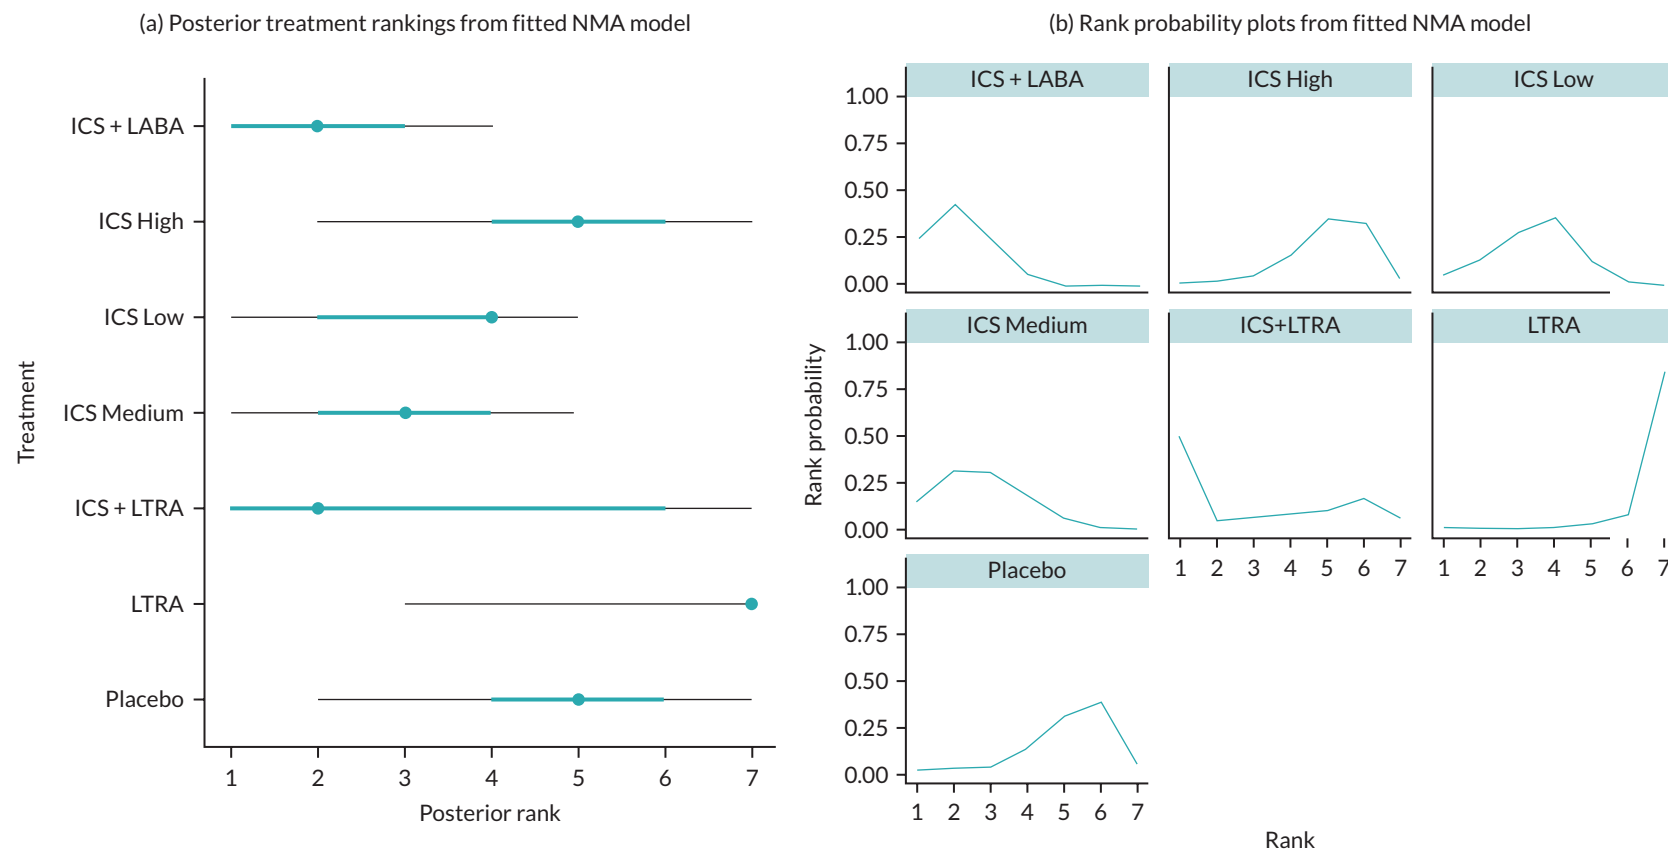 (a) Posterior treatment rankings from fitted NMA model
Treatment
ICS + LABA
ICS High
ICS Low
ICS Medium
ICS + LTRA
LTRA
Placebo
1 2 3 4 5 6 7
Posterior rank
(b) Rank probability plots from fitted NMA model
Rank probability
ICS + LABA ICS High ICS Low
1.00
0.75
0.50
0.25
0.00
ICS Medium ICS+LTRA LTRA
1.00
0.75
0.50
0.25
0.00
1 2 3 4 5 6 7 1 2 3 4 5 6 7
Placebo
1.00
0.75
0.50
0.25
0.00
1 2 3 4 5 6 7
Rank